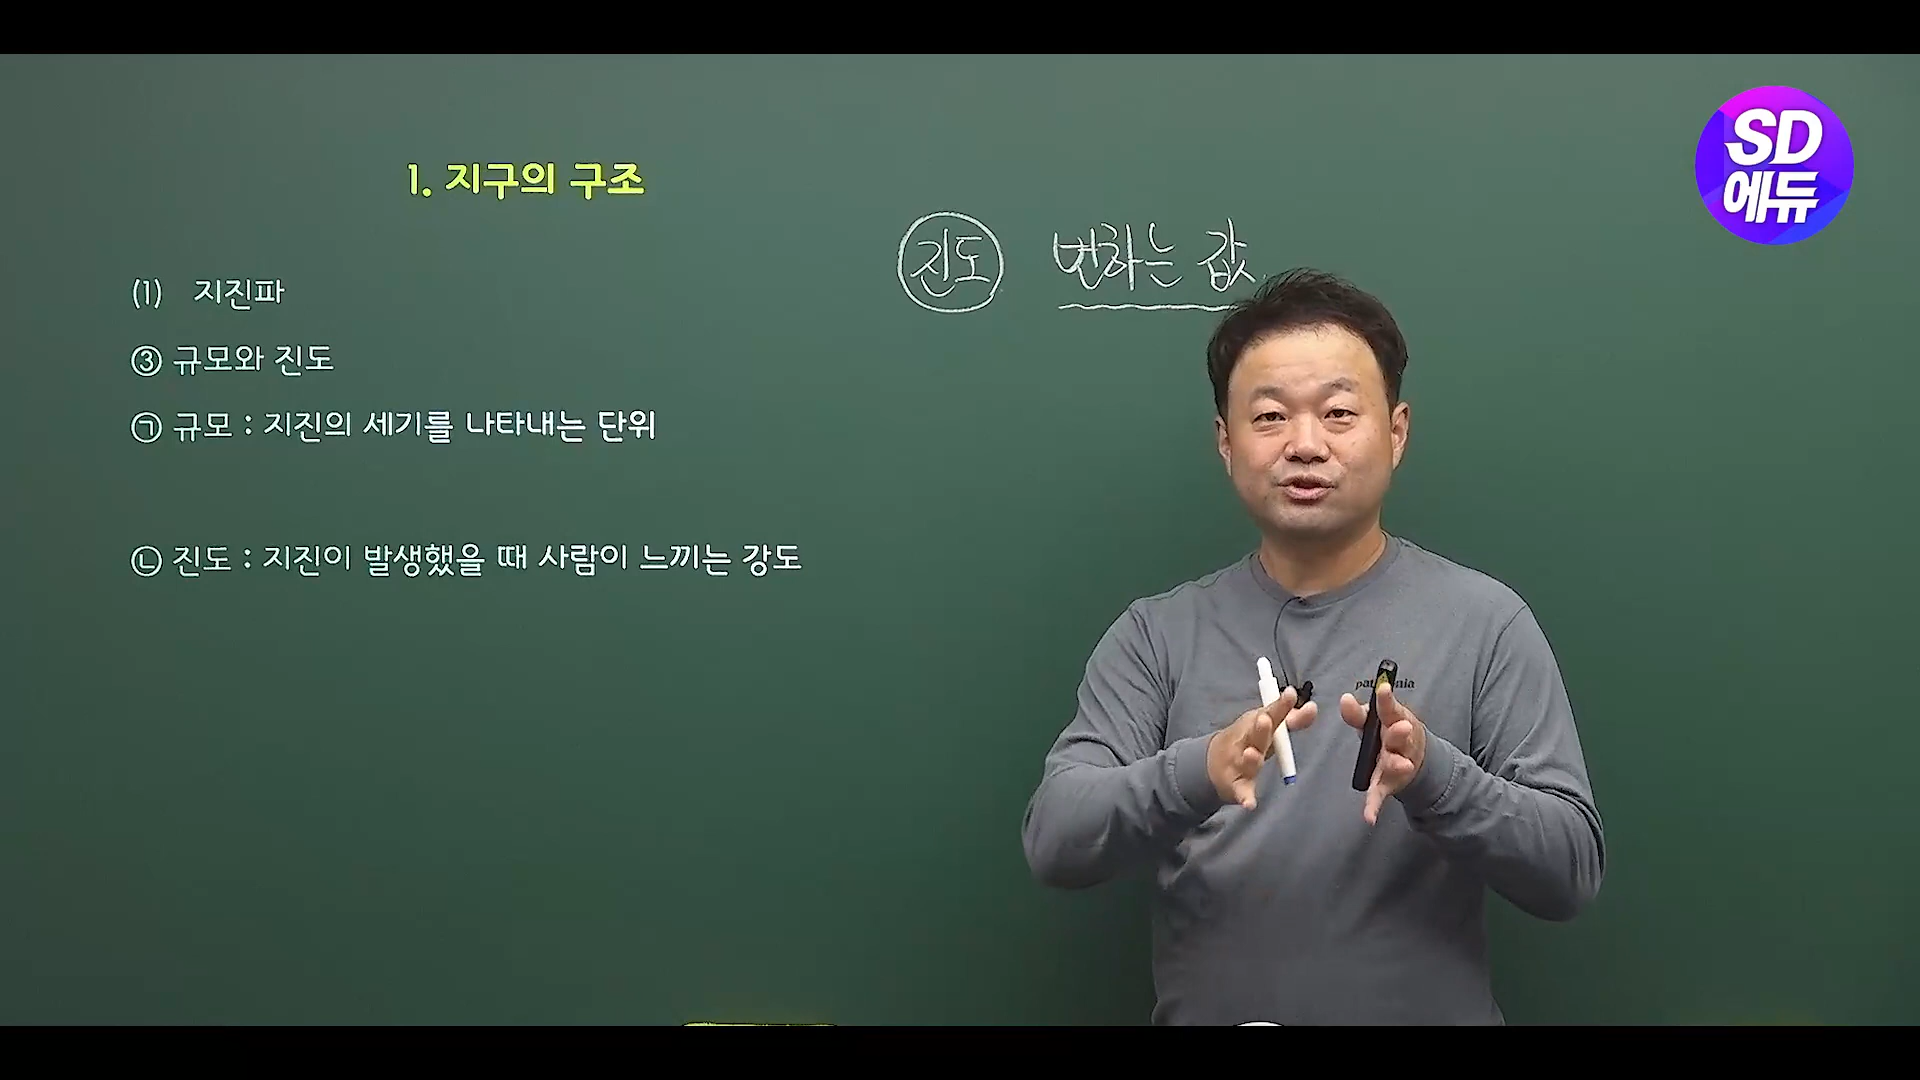 1. 지구의 구조
(1) 지진파
③ 규모와 진도
㉠ 규모 : 지진의 세기를 나타내는 단위
㉡ 진도 : 지진이 발생했을 때 사람이 느끼는 강도
진도 변하는 값.
SD
에듀
patagonia